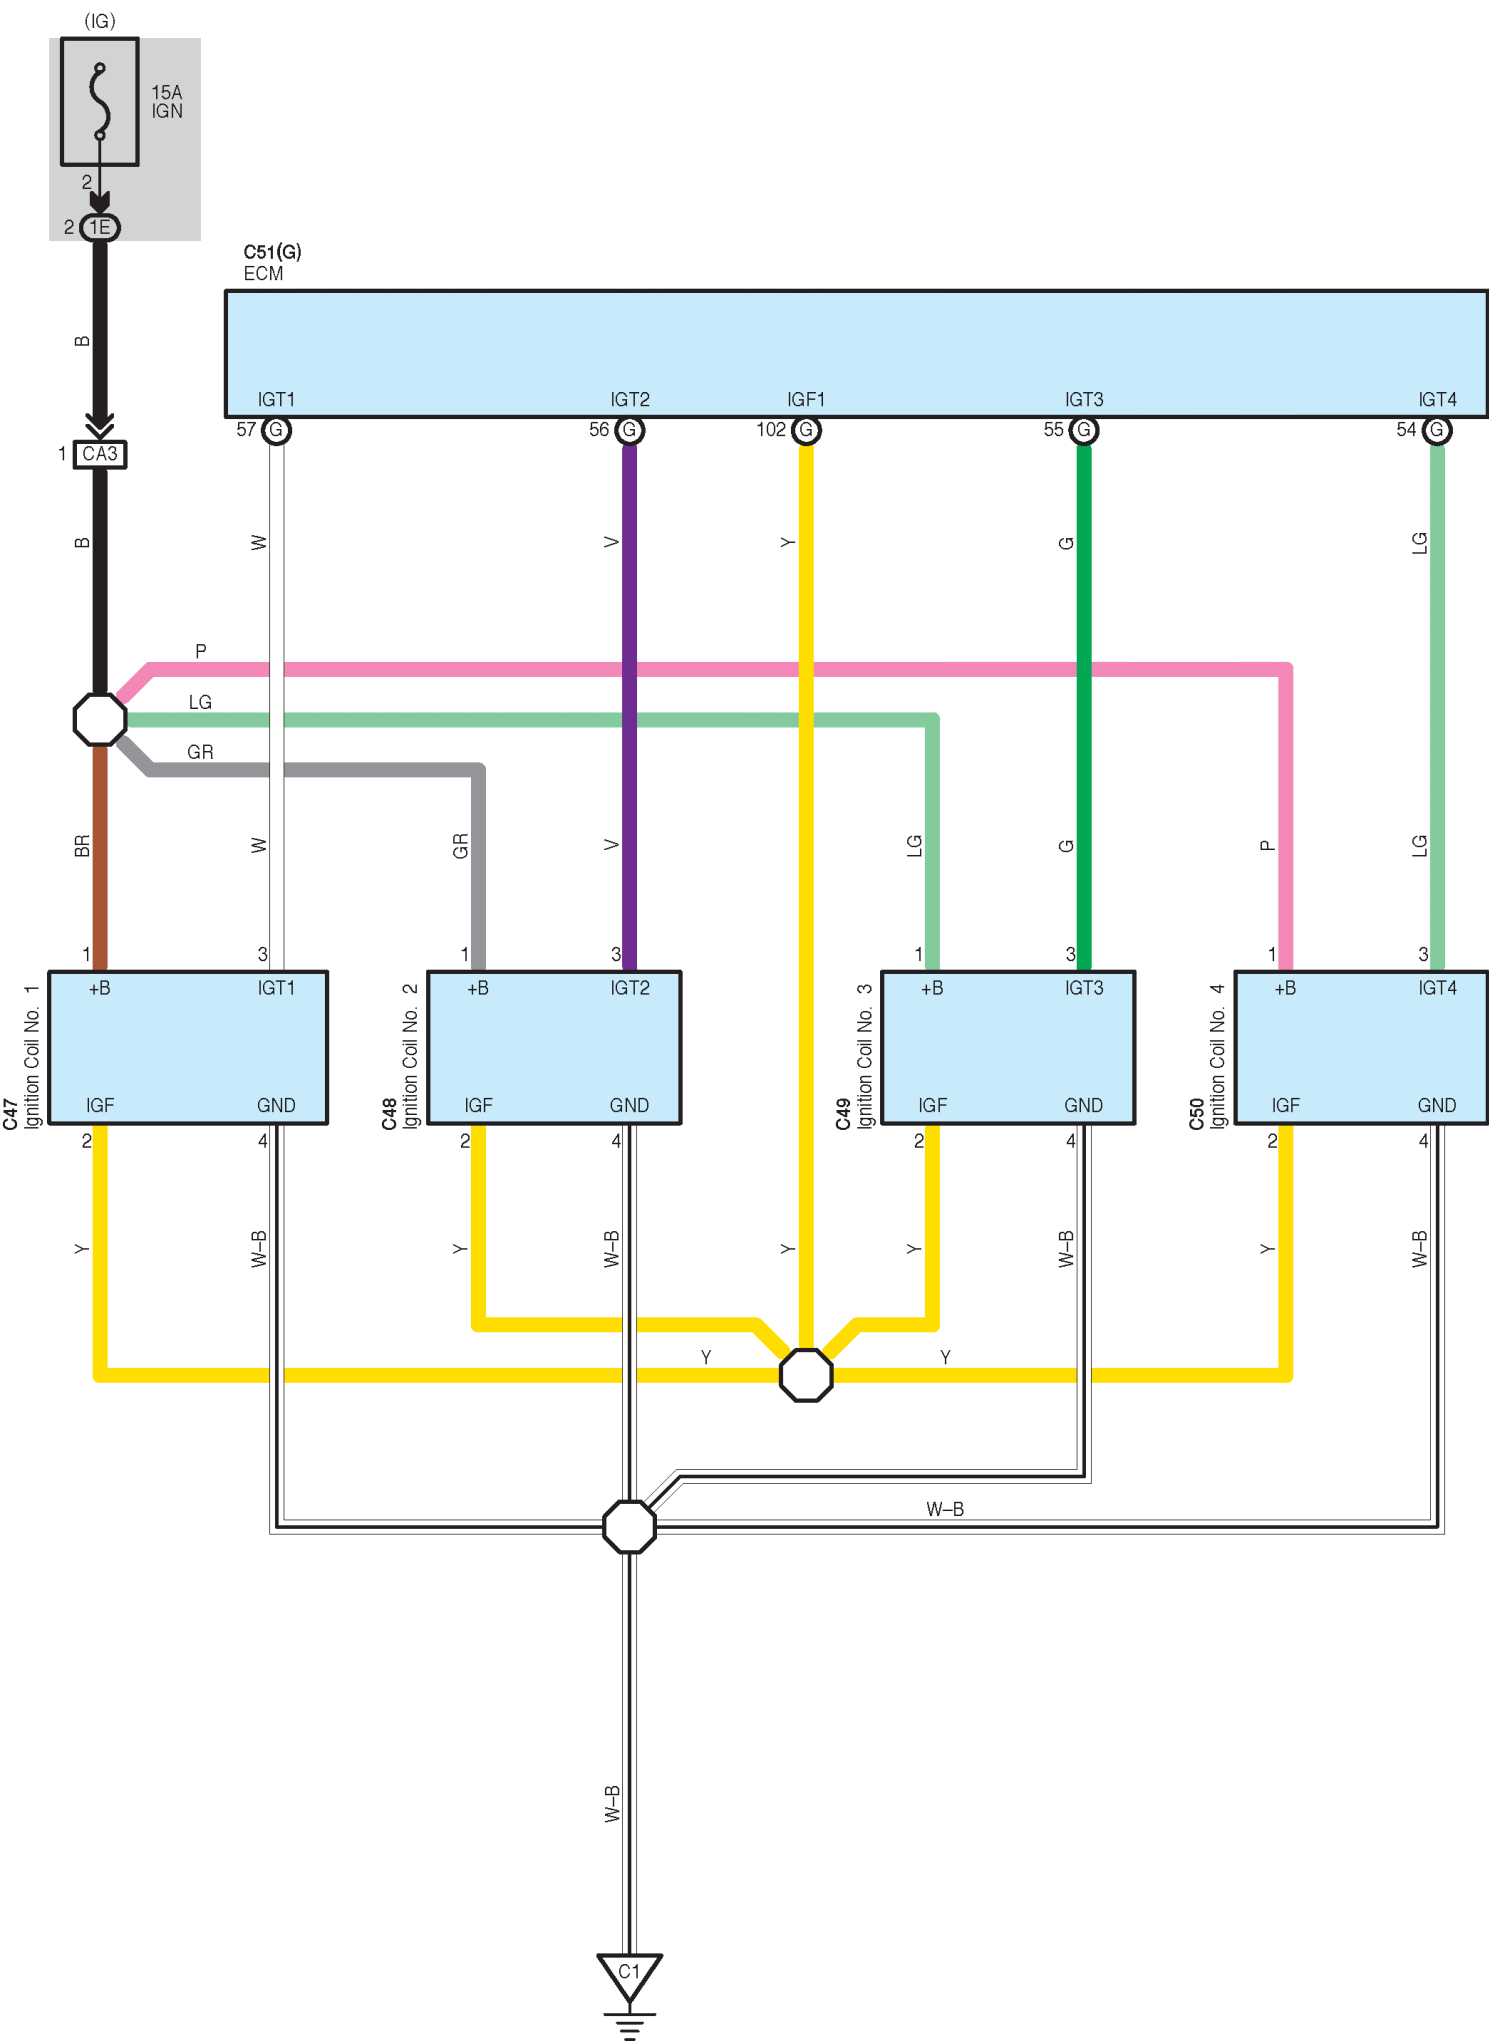 (IG)
15A
IGN
2
2 1E
B
C51(G)
ECM
IGT1 IGT2 IGF1 IGT3 IGT4
57 G 56 G 102 G 55 G 54 G
1 CA3
B W V Y G LG
P
LG
GR
BR W GR V LG G P LG
1 3 1 3 1 3 1 3
+B IGT1 +B IGT2 +B IGT3 +B IGT4
C47
Ignition Coil No. 1
C48
Ignition Coil No. 2
C49
Ignition Coil No. 3
C50
Ignition Coil No. 4
IGF GND IGF GND IGF GND IGF GND
2 4 2 4 2 4 2 4
Y W–B Y W–B Y Y W–B Y W–B
Y Y
W–B
W–B
C1